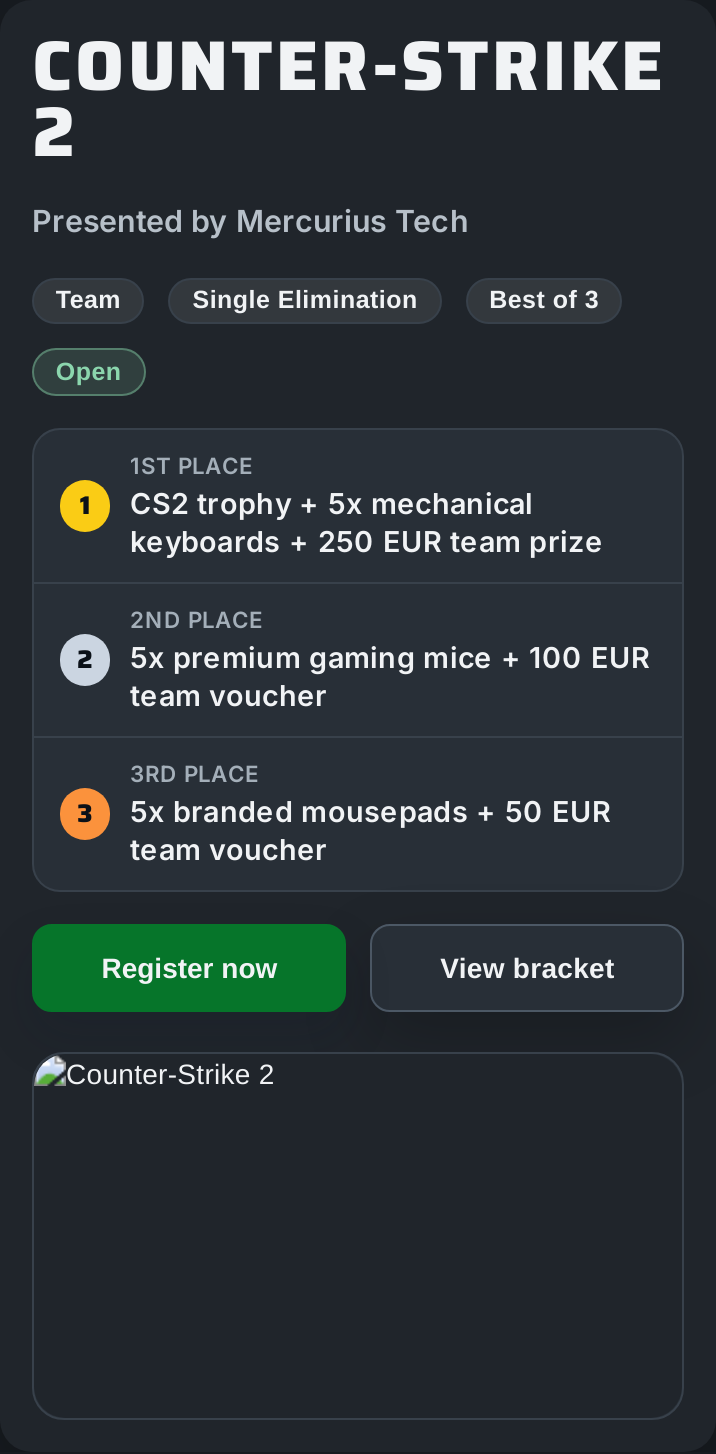 COUNTER-STRIKE
2
Presented by Mercurius Tech
Team
Single Elimination
Best of 3
Open
1ST PLACE
1
CS2 trophy + 5x mechanical
keyboards + 250 EUR team prize
2ND PLACE
2
5x premium gaming mice + 100 EUR
team voucher
3RD PLACE
3
5x branded mousepads + 50 EUR
team voucher
Register now
View bracket
Counter-Strike 2